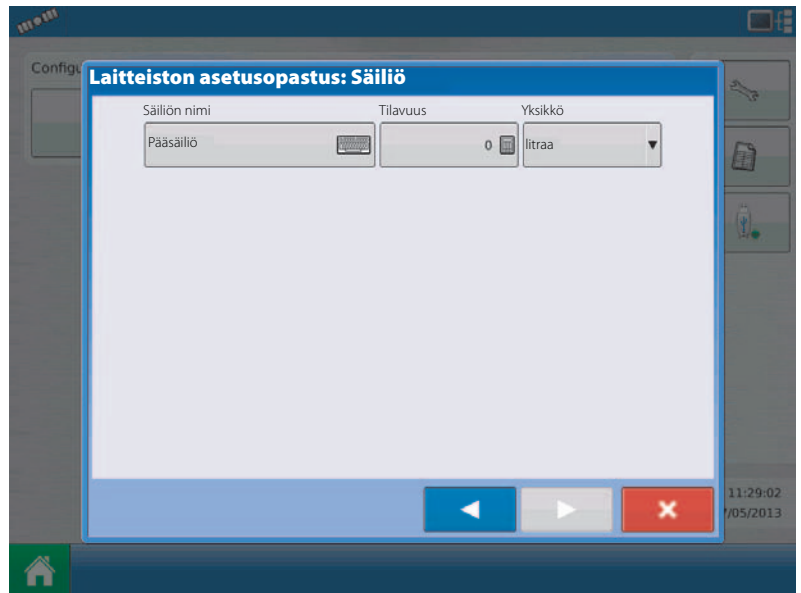 Configu
Laitteiston asetusopastus: Säiliö
Säiliön nimi Tilavuus Yksikkö
Pääsäiliö 0 litraa
11:29:02
/05/2013